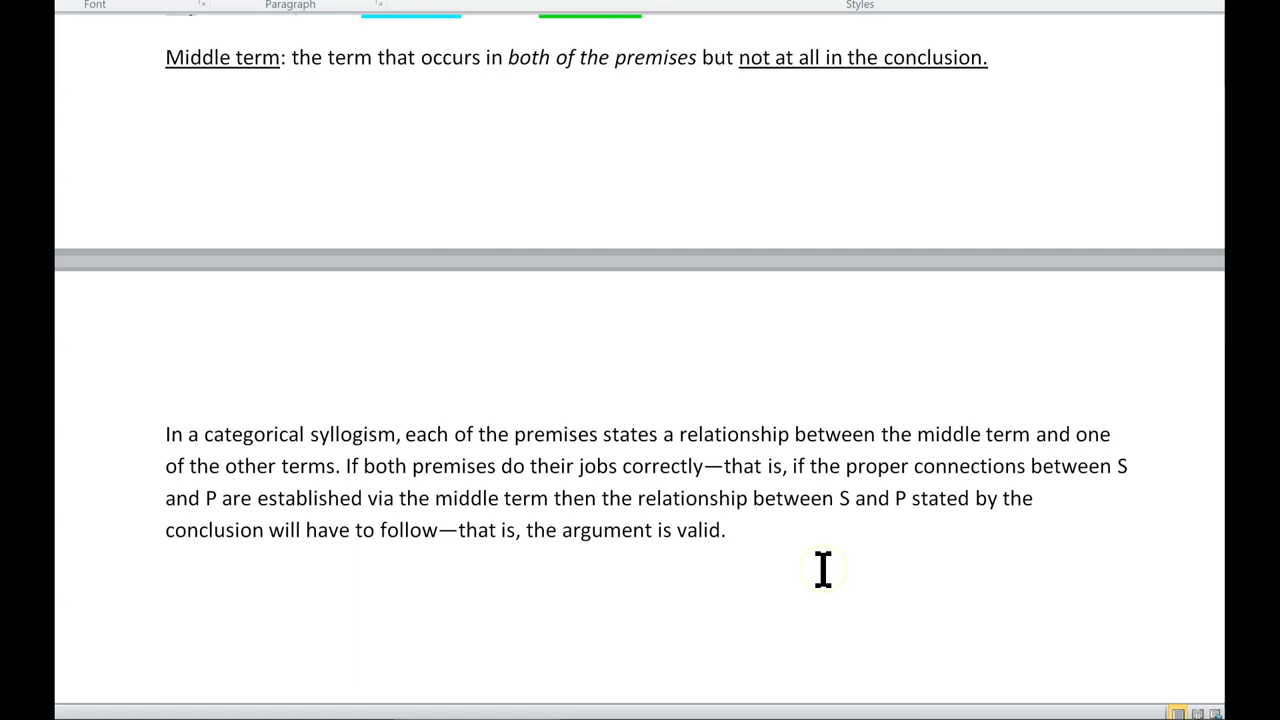 Font Paragraph Styles
Middle term: the term that occurs in both of the premises but not at all in the conclusion.
In a categorical syllogism, each of the premises states a relationship between the middle term and one
of the other terms. If both premises do their jobs correctly—that is, if the proper connections between S
and P are established via the middle term then the relationship between S and P stated by the
conclusion will have to follow—that is, the argument is valid.